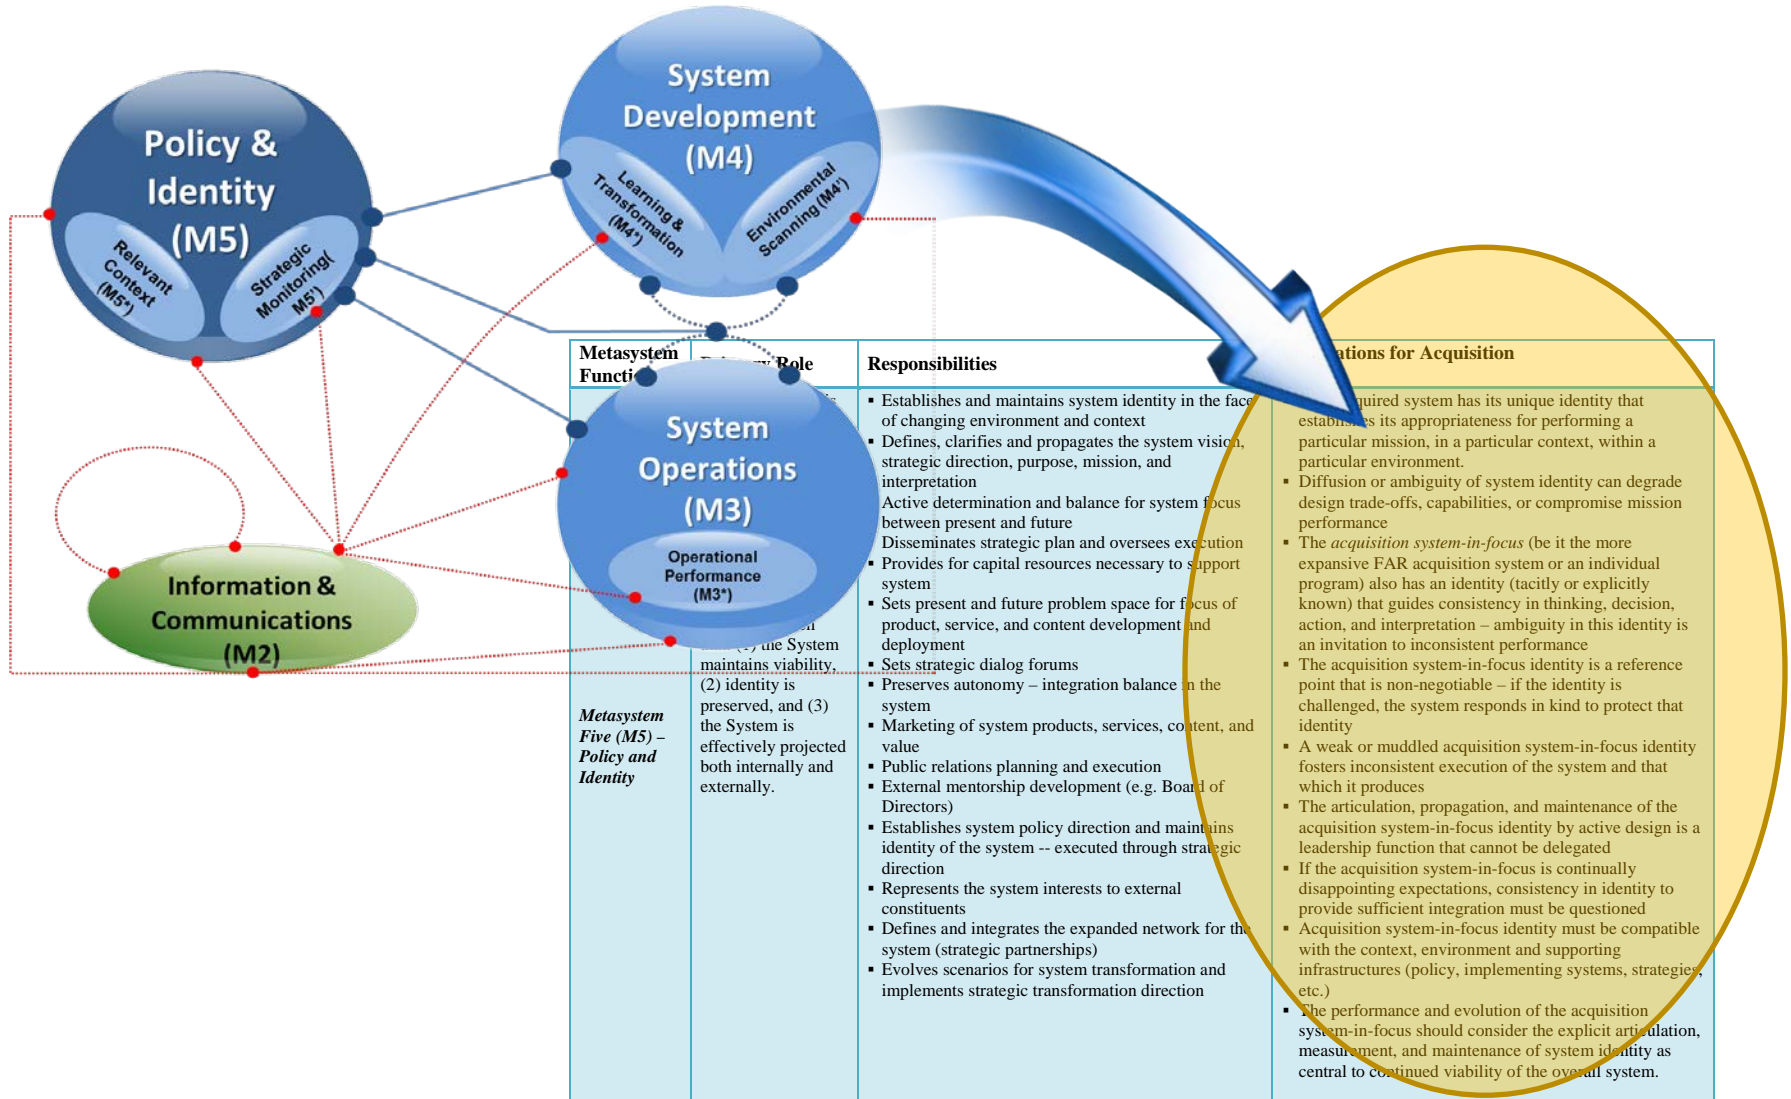 Policy &
Identity
(M5)
Relevant
Context
(M5*)
Strategic
Monitoring(
M5')
System
Development
(M4)
Learning &
Transformation
(M4*)
Environmental
Scanning (M4')
System
Operations
(M3)
Operational
Performance
(M3*)
Information &
Communications
(M2)
Metasystem
Role
Responsibilities
for Acquisition
Metasystem
Five (M5) –
Policy and
Identity
(1) the System
maintains viability,
(2) identity is
preserved, and (3)
the System is
effectively projected
both internally and
externally.
▪ Establishes and maintains system identity in the face
of changing environment and context
▪ Defines, clarifies and propagates the system vision,
strategic direction, purpose, mission, and
interpretation
Active determination and balance for system focus
between present and future
Disseminates strategic plan and oversees execution
▪ Provides for capital resources necessary to support
system
▪ Sets present and future problem space for focus of
product, service, and content development and
deployment
▪ Sets strategic dialog forums
▪ Preserves autonomy – integration balance in the
system
▪ Marketing of system products, services, content, and
value
▪ Public relations planning and execution
▪ External mentorship development (e.g. Board of
Directors)
▪ Establishes system policy direction and maintains
identity of the system -- executed through strategic
direction
▪ Represents the system interests to external
constituents
▪ Defines and integrates the expanded network for the
system (strategic partnerships)
▪ Evolves scenarios for system transformation and
implements strategic transformation direction
system has its unique identity that
its appropriateness for performing a
particular mission, in a particular context, within a
particular environment.
▪ Diffusion or ambiguity of system identity can degrade
design trade-offs, capabilities, or compromise mission
performance
▪ The acquisition system-in-focus (be it the more
expansive FAR acquisition system or an individual
program) also has an identity (tacitly or explicitly
known) that guides consistency in thinking, decision,
action, and interpretation – ambiguity in this identity is
an invitation to inconsistent performance
▪ The acquisition system-in-focus identity is a reference
point that is non-negotiable – if the identity is
challenged, the system responds in kind to protect that
identity
▪ A weak or muddled acquisition system-in-focus identity
fosters inconsistent execution of the system and that
which it produces
▪ The articulation, propagation, and maintenance of the
acquisition system-in-focus identity by active design is a
leadership function that cannot be delegated
▪ If the acquisition system-in-focus is continually
disappointing expectations, consistency in identity to
provide sufficient integration must be questioned
▪ Acquisition system-in-focus identity must be compatible
with the context, environment and supporting
infrastructures (policy, implementing systems, strategies,
etc.)
▪ The performance and evolution of the acquisition
system-in-focus should consider the explicit articulation,
measurement, and maintenance of system identity as
central to continued viability of the overall system.